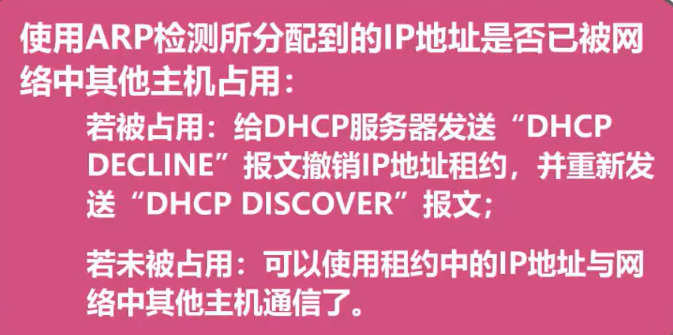 使用ARP检测所分配到的IP地址是否已被网
络中其他主机占用：
若被占用：给DHCP服务器发送“DHCP
DECLINE”报文撤销IP地址租约，并重新发
送“DHCP DISCOVER”报文；
若未被占用：可以使用租约中的IP地址与网
络中其他主机通信了。